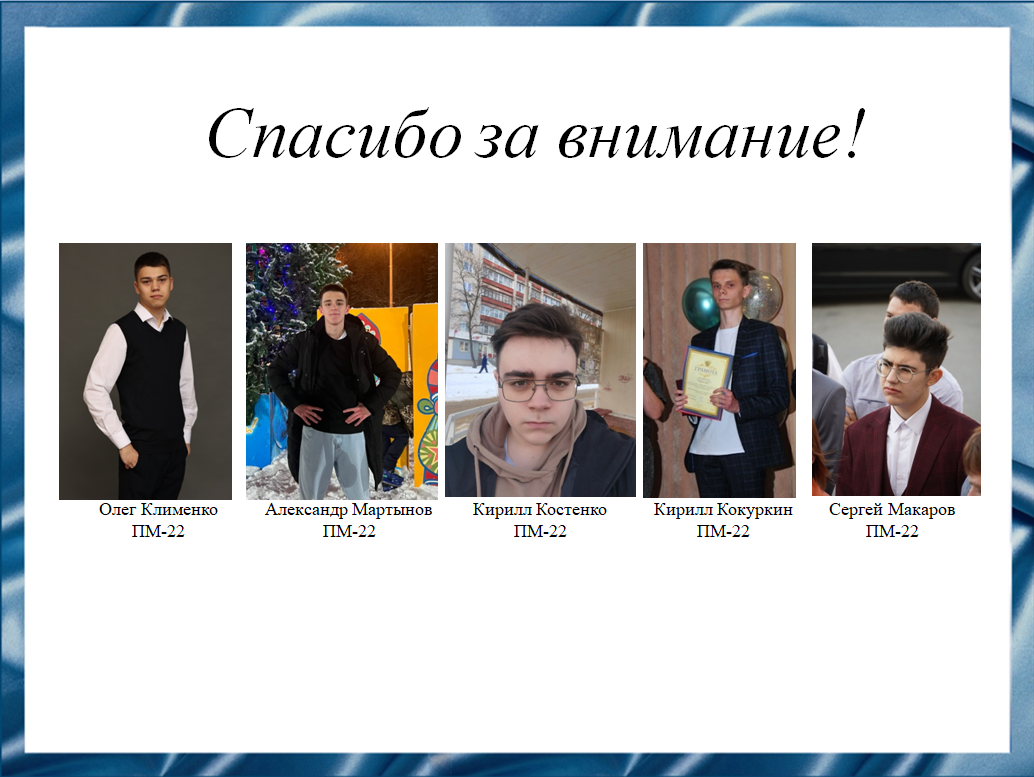 Спасибо за внимание!
ГРАМОТА
Олег Клименко
ПМ-22
Александр Мартынов
ПМ-22
Кирилл Костенко
ПМ-22
Кирилл Кокуркин
ПМ-22
Сергей Макаров
ПМ-22